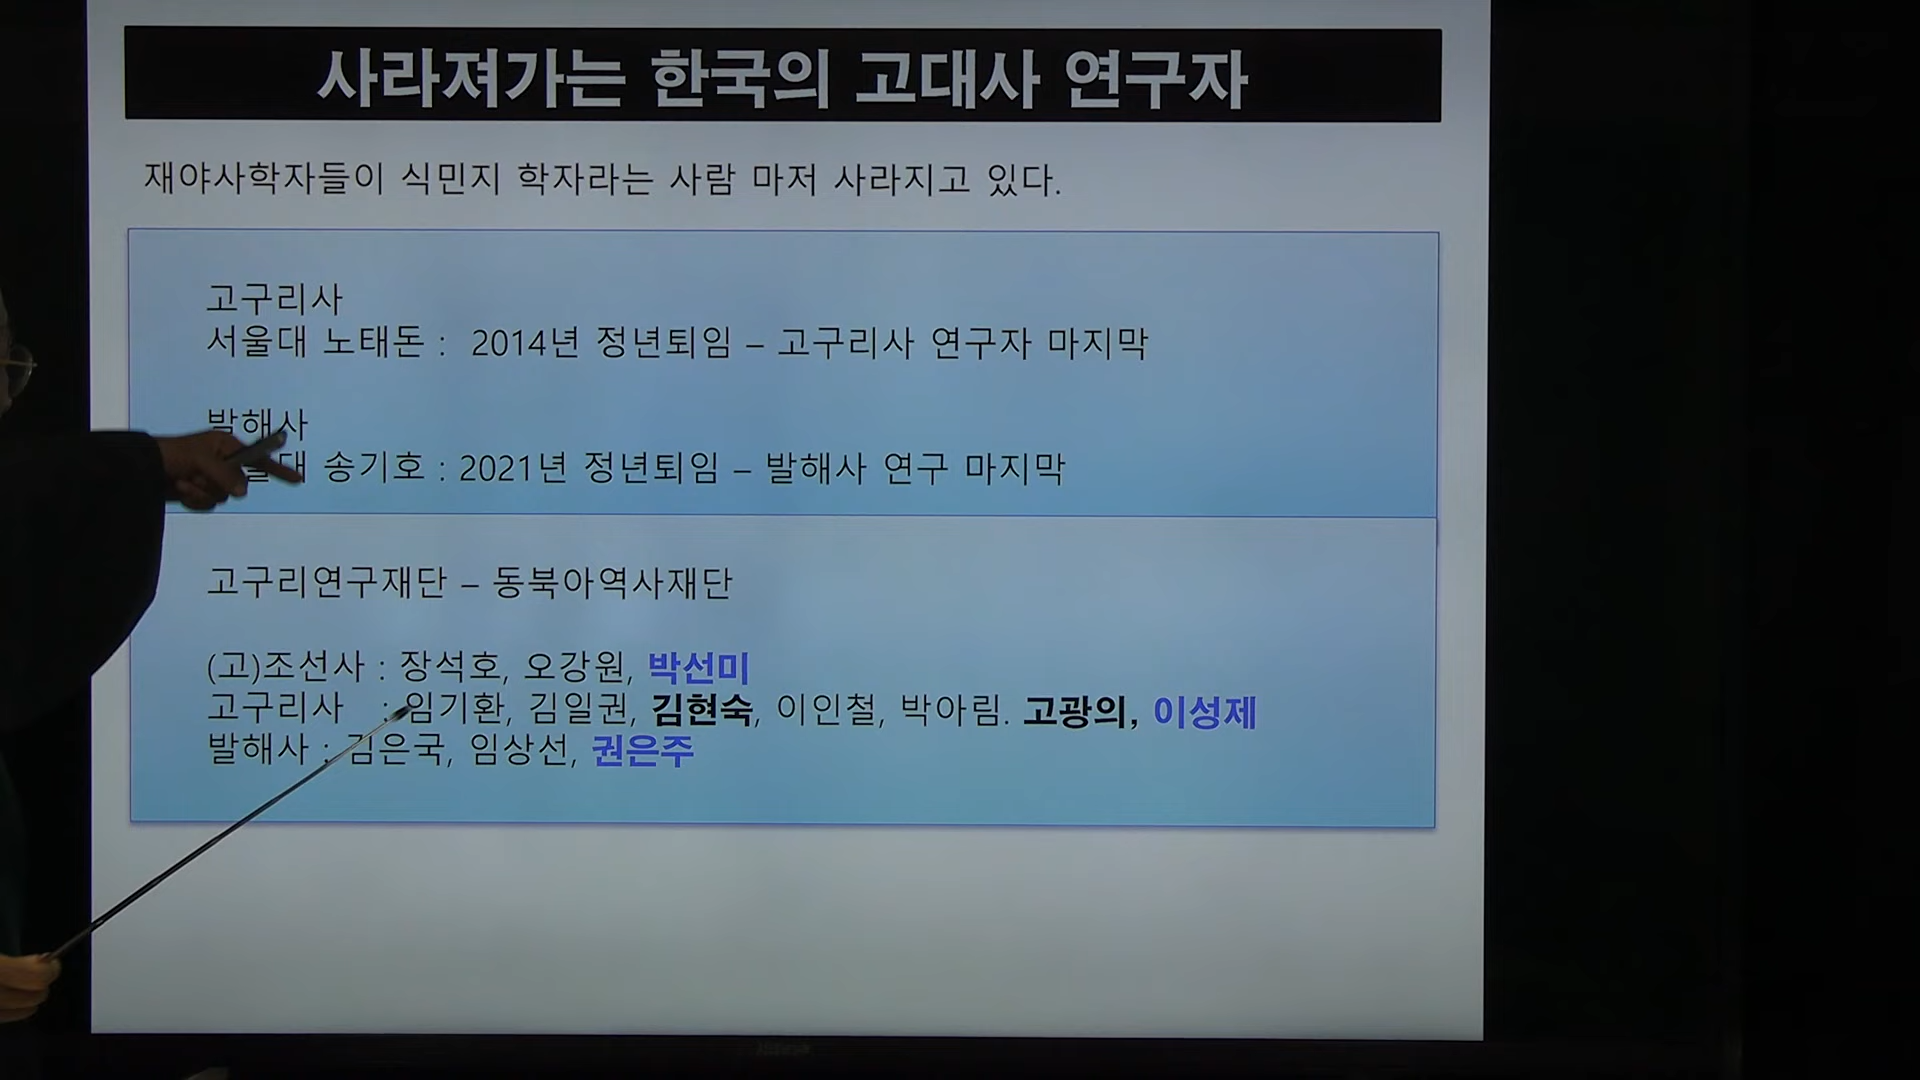 사라져가는 한국의 고대사 연구자
재야사학자들이 식민지 학자라는 사람 마저 사라지고 있다.
고구리사
서울대 노태돈 : 2014년 정년퇴임 – 고구리사 연구자 마지막
발해사
송기호 : 2021년 정년퇴임 – 발해사 연구 마지막
고구리연구재단 – 동북아역사재단
(고)조선사 : 장석호, 오강원, 박선미
고구리사 : 임기환, 김일권, 김현숙, 이인철, 박아림. 고광의, 이성제
발해사 : 김은국, 임상선, 권은주